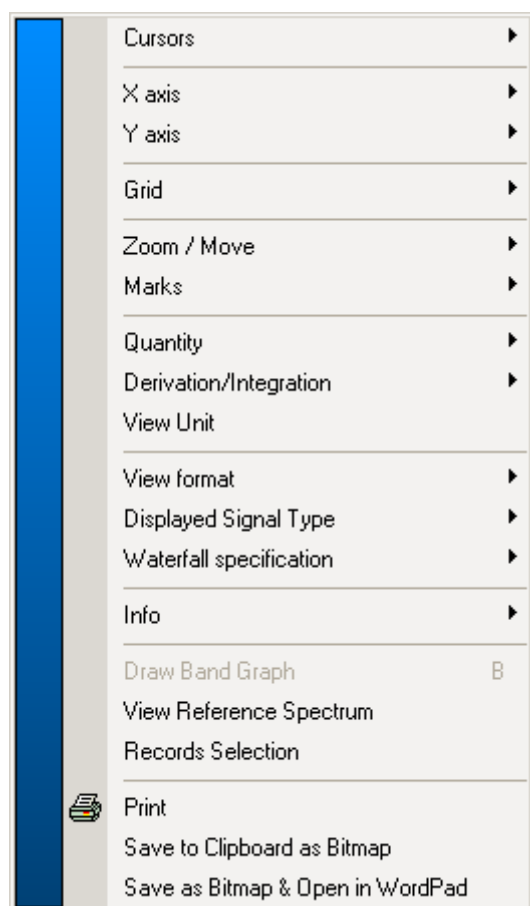 Cursors
X axis
Y axis
Grid
Zoom / Move
Marks
Quantity
Derivation/Integration
View Unit
View format
Displayed Signal Type
Waterfall specification
Info
Draw Band Graph B
View Reference Spectrum
Records Selection
Print
Save to Clipboard as Bitmap
Save as Bitmap & Open in WordPad